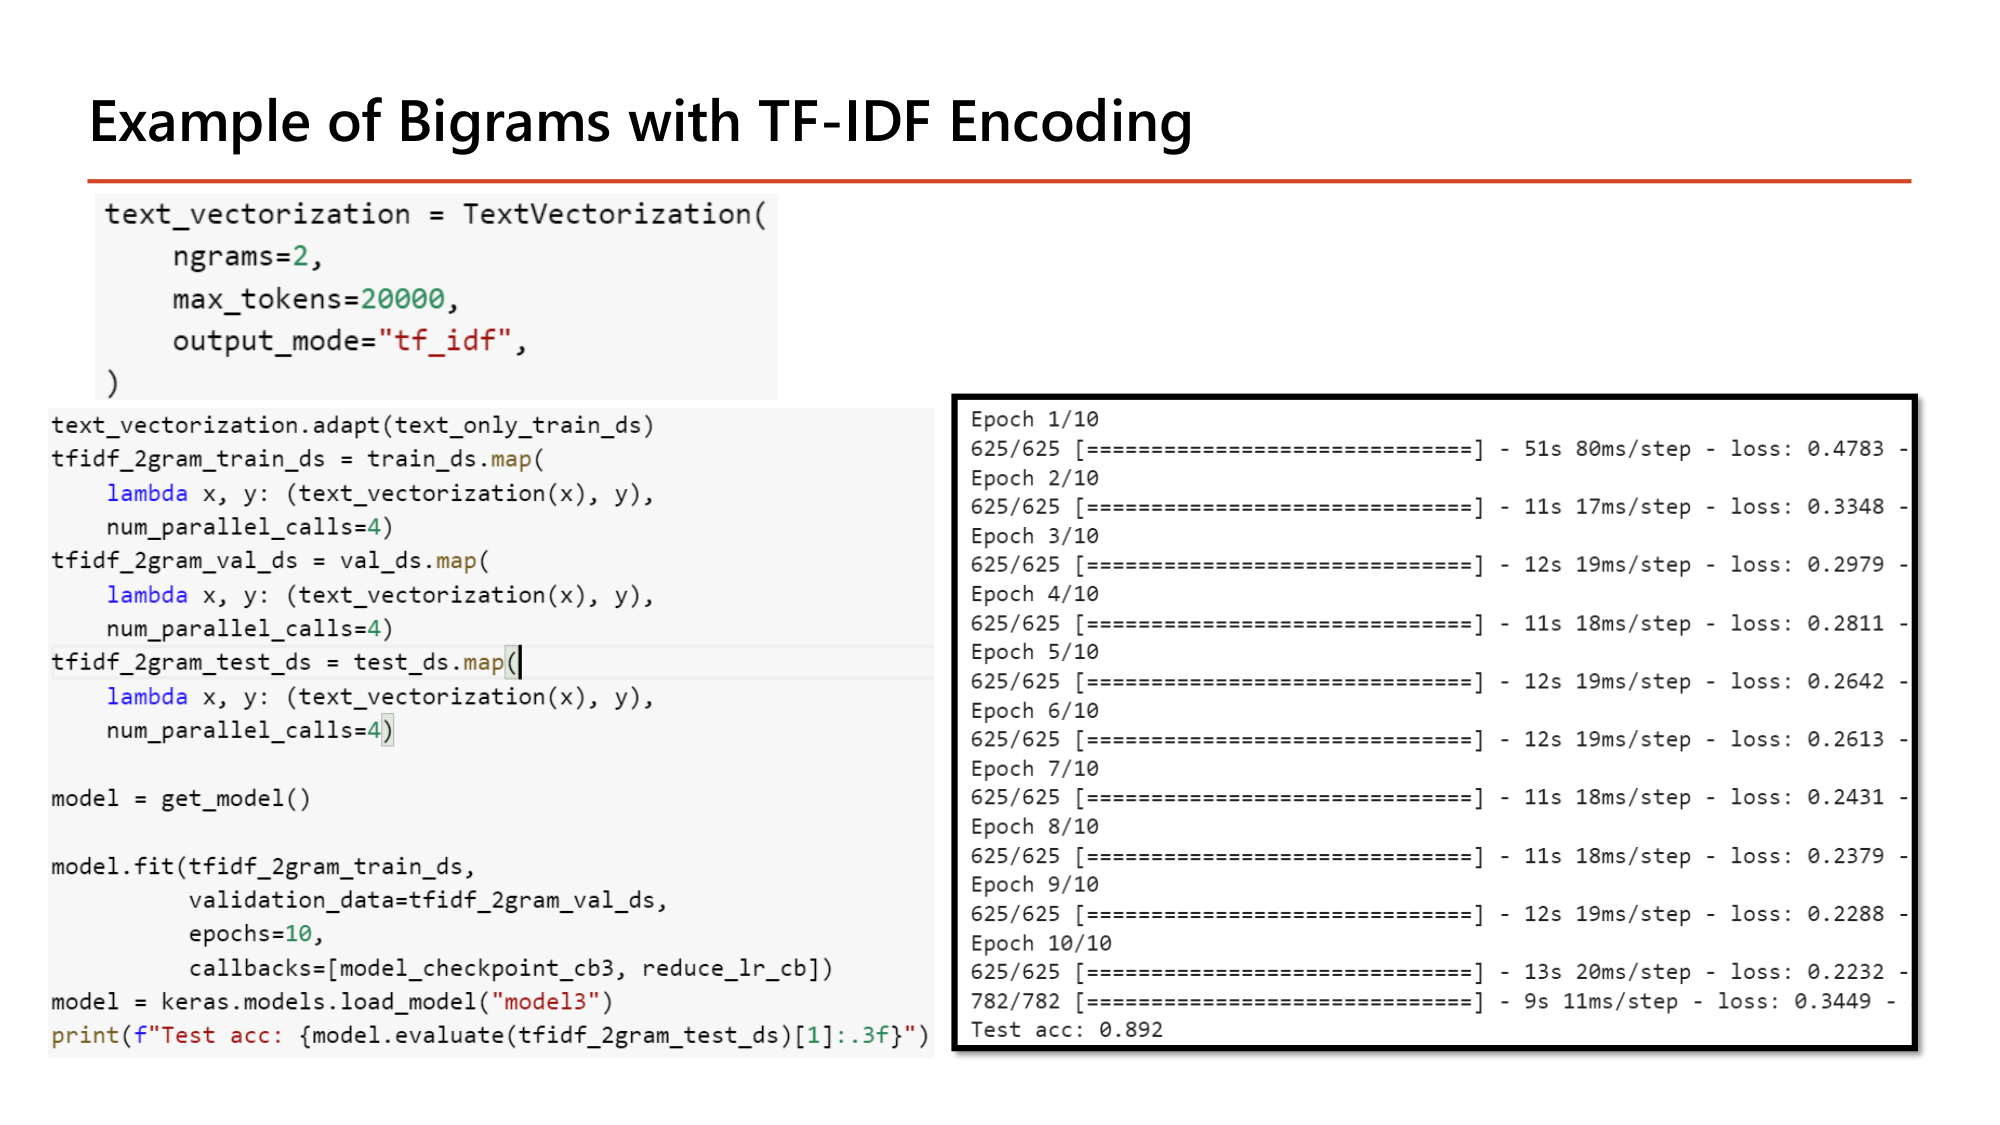 Example of Bigrams with TF-IDF Encoding
text_vectorization = TextVectorization(
    ngrams=2,
    max_tokens=20000,
    output_mode="tf_idf",
)
text_vectorization.adapt(text_only_train_ds)
tfidf_2gram_train_ds = train_ds.map(
    lambda x, y: (text_vectorization(x), y),
    num_parallel_calls=4)
tfidf_2gram_val_ds = val_ds.map(
    lambda x, y: (text_vectorization(x), y),
    num_parallel_calls=4)
tfidf_2gram_test_ds = test_ds.map(
    lambda x, y: (text_vectorization(x), y),
    num_parallel_calls=4)
model = get_model()
model.fit(tfidf_2gram_train_ds,
          validation_data=tfidf_2gram_val_ds,
          epochs=10,
          callbacks=[model_checkpoint_cb3, reduce_lr_cb])
model = keras.models.load_model("model3")
print(f"Test acc: {model.evaluate(tfidf_2gram_test_ds)[1]:.3f}")
Epoch 1/10
625/625 [==============================] - 51s 80ms/step - loss: 0.4783 -
Epoch 2/10
625/625 [==============================] - 11s 17ms/step - loss: 0.3348 -
Epoch 3/10
625/625 [==============================] - 12s 19ms/step - loss: 0.2979 -
Epoch 4/10
625/625 [==============================] - 11s 18ms/step - loss: 0.2811 -
Epoch 5/10
625/625 [==============================] - 12s 19ms/step - loss: 0.2642 -
Epoch 6/10
625/625 [==============================] - 12s 19ms/step - loss: 0.2613 -
Epoch 7/10
625/625 [==============================] - 11s 18ms/step - loss: 0.2431 -
Epoch 8/10
625/625 [==============================] - 11s 18ms/step - loss: 0.2379 -
Epoch 9/10
625/625 [==============================] - 12s 19ms/step - loss: 0.2288 -
Epoch 10/10
625/625 [==============================] - 13s 20ms/step - loss: 0.2232 -
782/782 [==============================] - 9s 11ms/step - loss: 0.3449 -
Test acc: 0.892